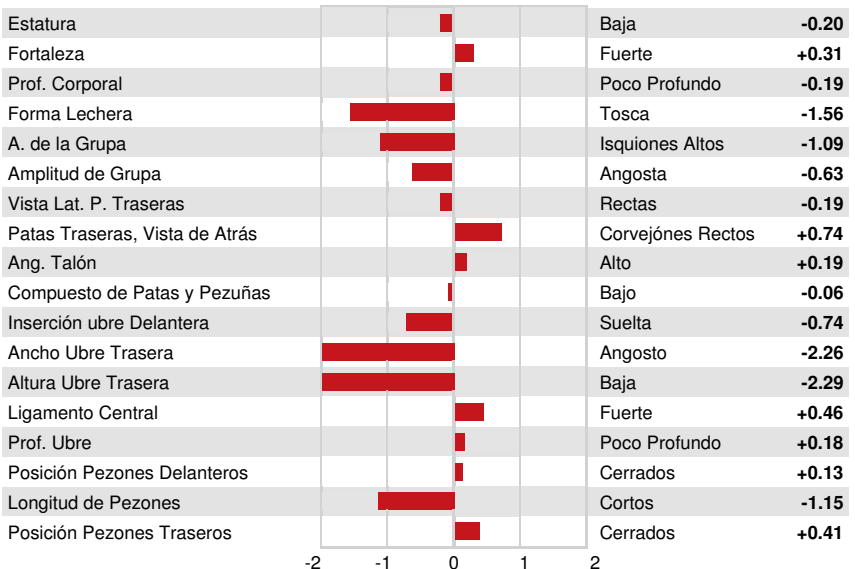 Estatura Baja -0.20
Fortaleza Fuerte +0.31
Prof. Corporal Poco Profundo -0.19
Forma Lechera Tosca -1.56
A. de la Grupa Isquiones Altos -1.09
Amplitud de Grupa Angosta -0.63
Vista Lat. P. Traseras Rectas -0.19
Patas Traseras, Vista de Atrás Corvejónes Rectos +0.74
Ang. Talón Alto +0.19
Compuesto de Patas y Pezuñas Bajo -0.06
Inserción ubre Delantera Suelta -0.74
Ancho Ubre Trasera Angosto -2.26
Altura Ubre Trasera Baja -2.29
Ligamento Central Fuerte +0.46
Prof. Ubre Poco Profundo +0.18
Posición Pezones Delanteros Cerrados +0.13
Longitud de Pezones Cortos -1.15
Posición Pezones Traseros Cerrados +0.41
-2 -1 0 1 2